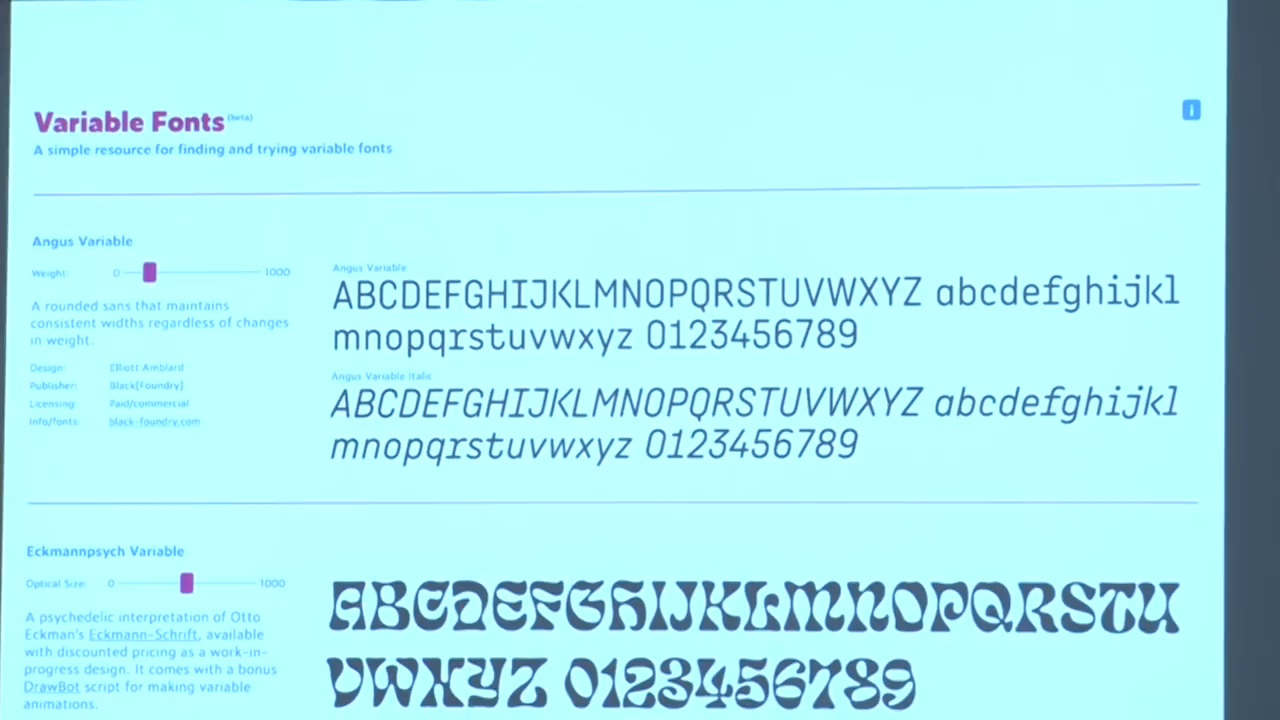 Variable Fonts (beta)
i
A simple resource for finding and trying variable fonts
Angus Variable
Weight: 0 1000
A rounded sans that maintains
consistent widths regardless of changes
in weight.
Design: Elliott Amblard
Publisher: Black[Foundry]
Licensing: Paid/commercial
Info/fonts: black-foundry.com
Angus Variable
ABCDEFGHIJKLMNOPQRSTUVWXYZ abcdefghijkl
mnopqrstuvwxyz 0123456789
Angus Variable Italic
ABCDEFGHIJKLMNOPQRSTUVWXYZ abcdefghijkl
mnopqrstuvwxyz 0123456789
Eckmannpsych Variable
Optical Size: 0 1000
A psychedelic interpretation of Otto
Eckman's Eckmann-Schrift, available
with discounted pricing as a work-in-
progress design. It comes with a bonus
DrawBot script for making variable
animations.
ABCDEFGHIJKLMNOPQRSTU
VWXYZ 0123456789